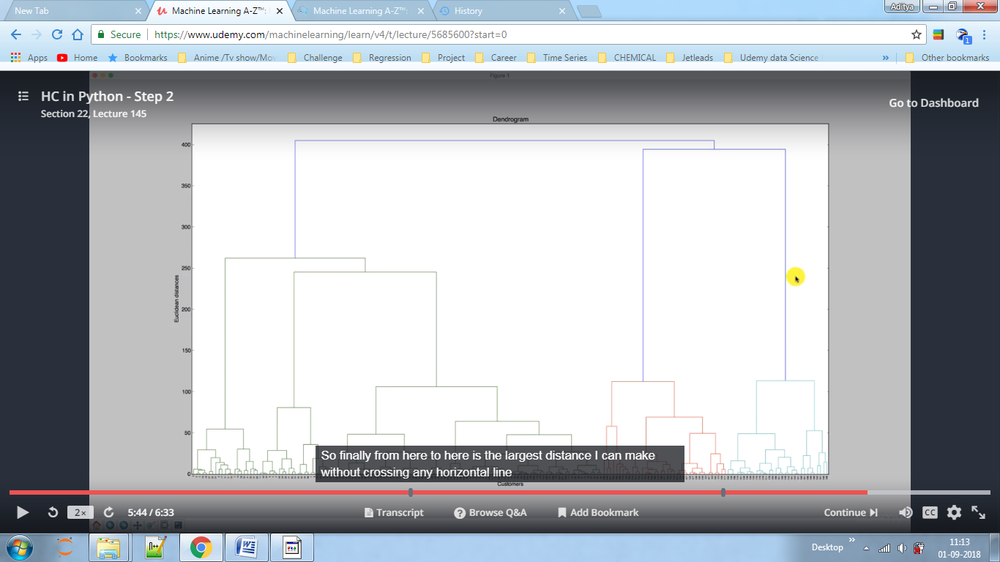 New Tab
Machine Learning A-Z™:
Machine Learning A-Z™:
History
Aditya
Secure
https://www.udemy.com/machinelearning/learn/v4/t/lecture/5685600?start=0
Apps
Home
Bookmarks
Anime /Tv show/Mov
Challenge
Regression
Project
Career
Time Series
CHEMICAL
Jetleads
Udemy data Science
»
Other bookmarks
1
Figure 1
HC in Python - Step 2
Section 22, Lecture 145
Go to Dashboard
Dendrogram
400
350
300
250
200
150
100
50
0
Euclidean distances
So finally from here to here is the largest distance I can make
without crossing any horizontal line
Customers
2×
5:44 / 6:33
Transcript
Browse Q&A
Add Bookmark
Continue
CC
Desktop
»
11:13
01-09-2018